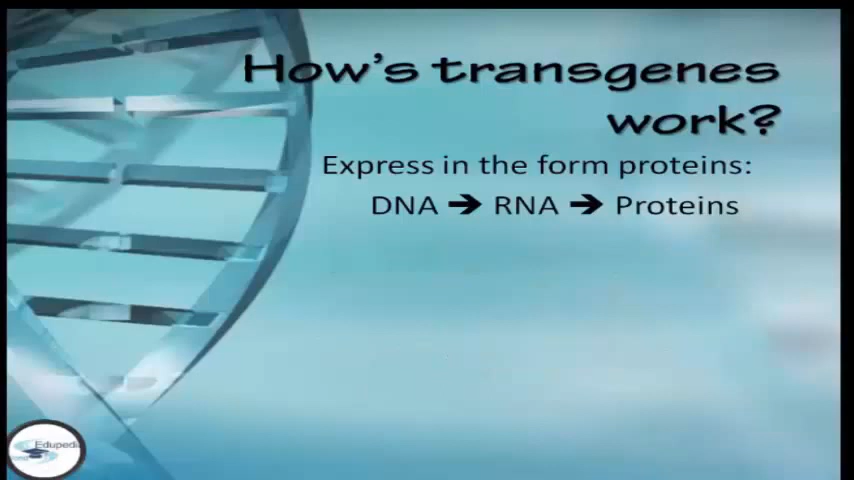 How's transgenes
work?
Express in the form proteins:
DNA ➔ RNA ➔ Proteins
Edupedia